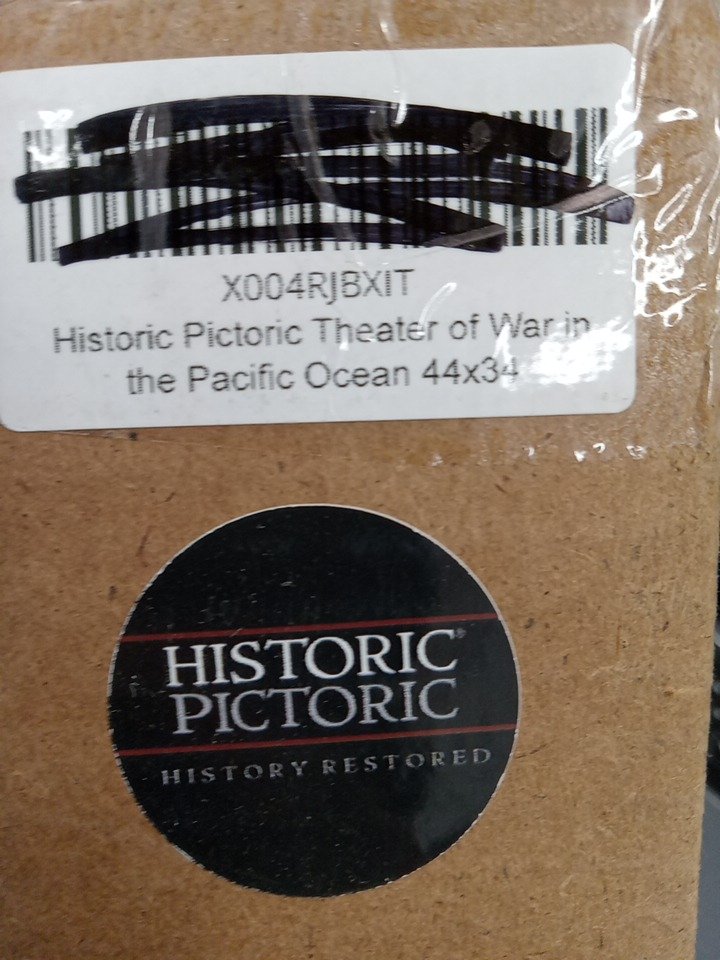 X004RJBXIT
Historic Pictoric Theater of War in
the Pacific Ocean 44x34
HISTORIC®
PICTORIC
HISTORY RESTORED